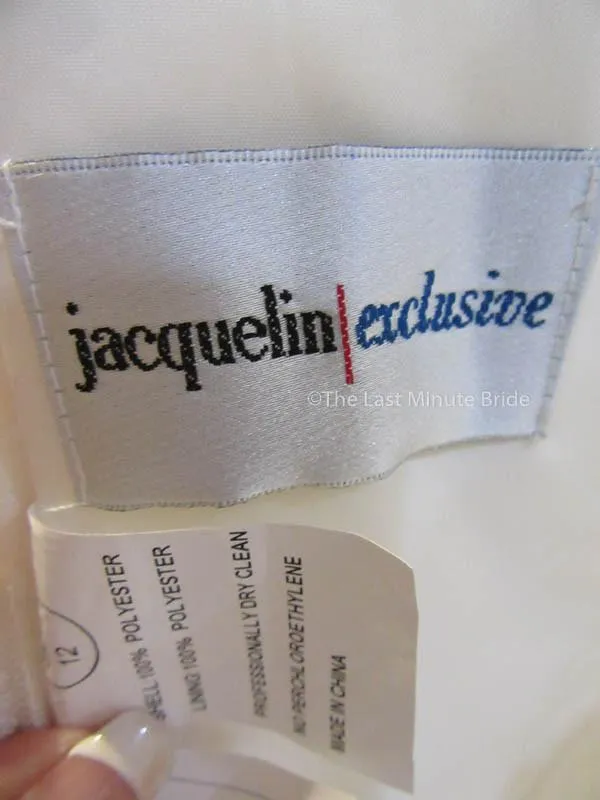 jacquelin|exclusive
©The Last Minute Bride
12
SHELL 100% POLYESTER
LINING 100% POLYESTER
PROFESSIONALLY DRY CLEAN
NO PERCHLOROETHYLENE
MADE IN CHINA